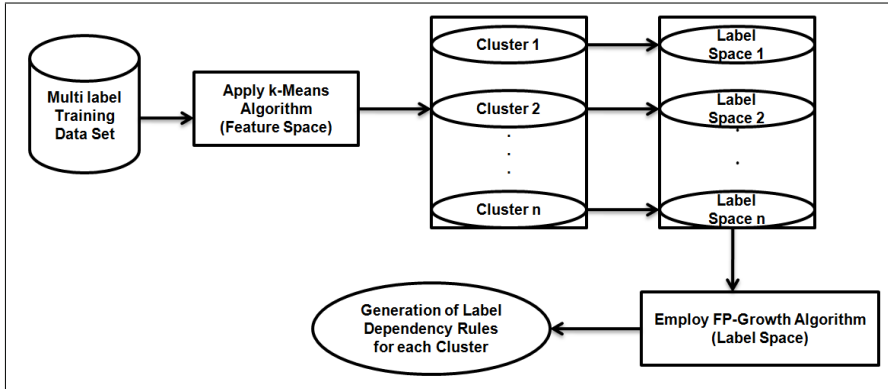 Multi label
Training
Data Set
Apply k-Means
Algorithm
(Feature Space)
Cluster 1
Cluster 2
.
.
.
Cluster n
Label
Space 1
Label
Space 2
.
.
Label
Space n
Employ FP-Growth Algorithm
(Label Space)
Generation of Label
Dependency Rules
for each Cluster